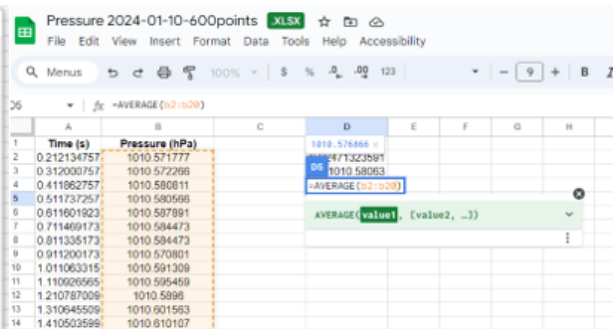 Pressure 2024-01-10-600points .XLSX
File Edit View Insert Format Data Tools Help Accessibility
Menus 100% $ % .0 .00 123 9 B I
D5 fx =AVERAGE(b2:b20)
A B C D E F G H
1 Time (s) Pressure (hPa) 1010.576866 ×
2 0.212134757 1010.571777 471323591
3 0.312000757 1010.572266 D5 1010.58063
4 0.411862757 1010.580811 =AVERAGE(b2:b20)
5 0.511737257 1010.580566
6 0.611601923 1010.587891 AVERAGE(value1, [value2, …])
7 0.711469173 1010.584473
8 0.811335173 1010.584473
9 0.911200173 1010.570801
10 1.011063315 1010.591309
11 1.110926565 1010.595459
12 1.210787009 1010.5896
13 1.310645509 1010.601563
14 1.410503599 1010.610107